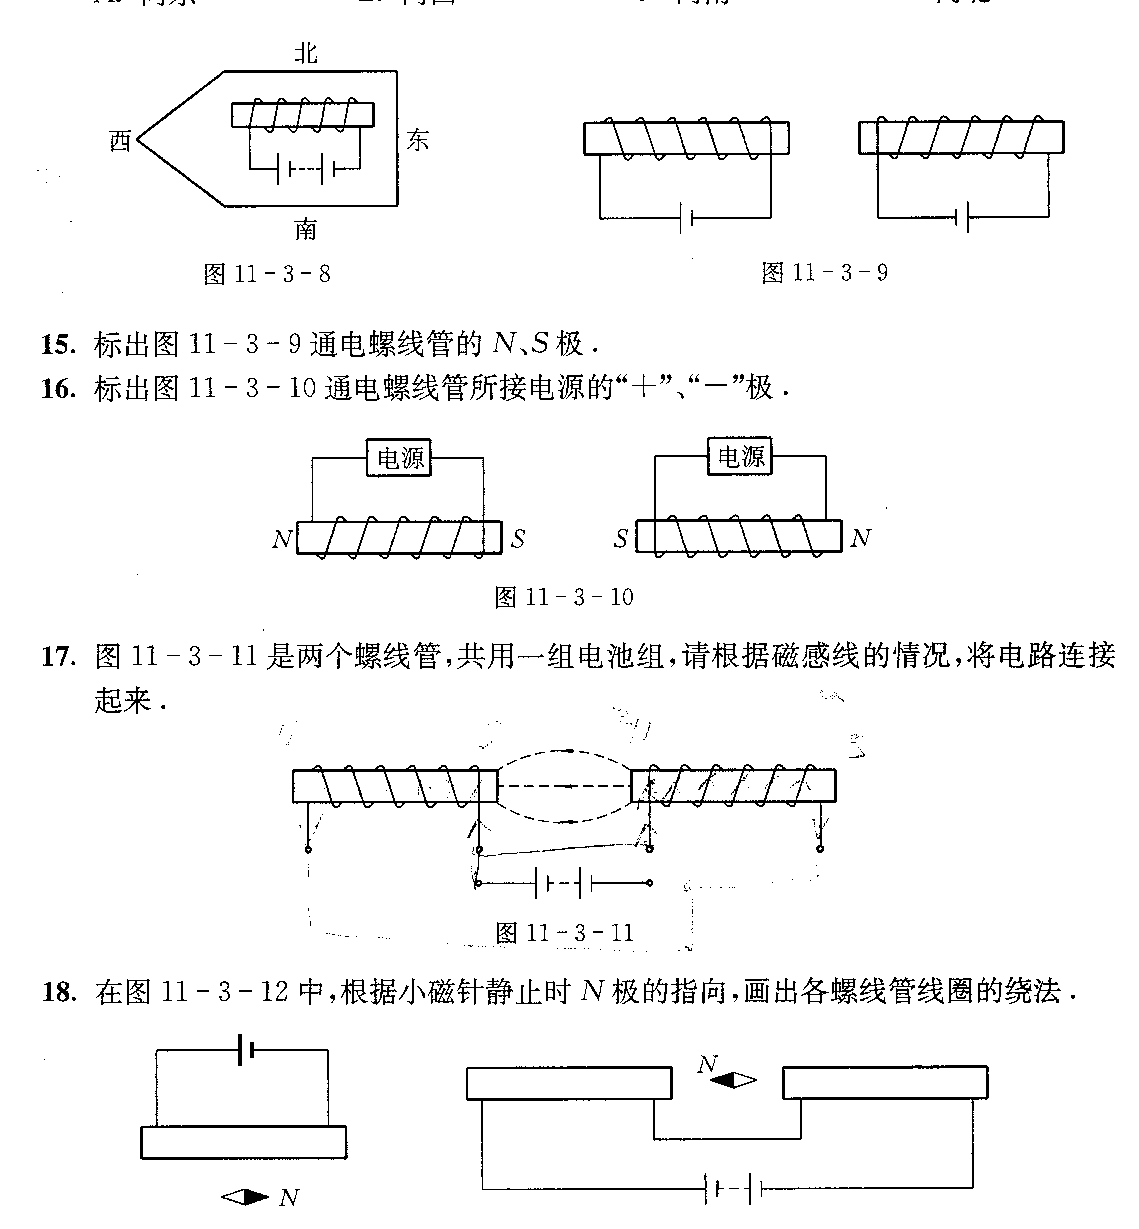 北
西
东
南
图 11-3-8
图 11-3-9
15. 标出图 11-3-9 通电螺线管的 N、S 极.
16. 标出图 11-3-10 通电螺线管所接电源的“+”、“-”极.
电源
电源
N
S
S
N
图 11-3-10
17. 图 11-3-11 是两个螺线管,共用一组电池组,请根据磁感线的情况,将电路连接
起来.
图 11-3-11
18. 在图 11-3-12 中,根据小磁针静止时 N 极的指向,画出各螺线管线圈的绕法.
N
N